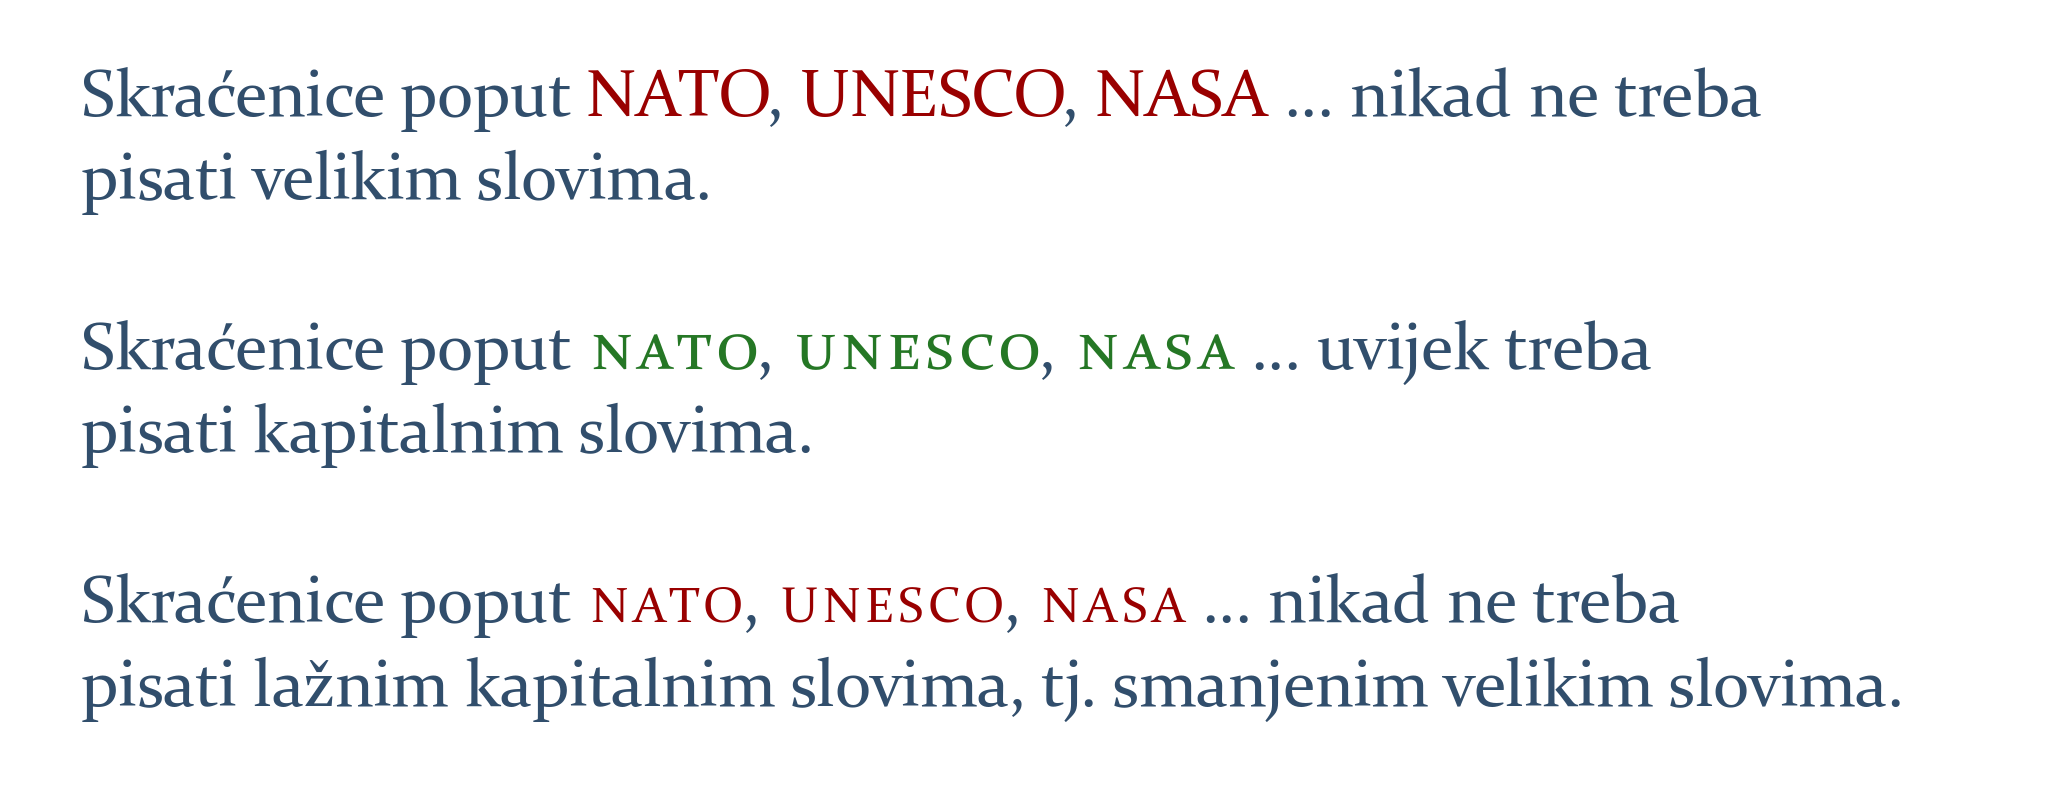 Skraćenice poput NATO, UNESCO, NASA ... nikad ne treba
pisati velikim slovima.
Skraćenice poput NATO, UNESCO, NASA ... uvijek treba
pisati kapitalnim slovima.
Skraćenice poput NATO, UNESCO, NASA ... nikad ne treba
pisati lažnim kapitalnim slovima, tj. smanjenim velikim slovima.